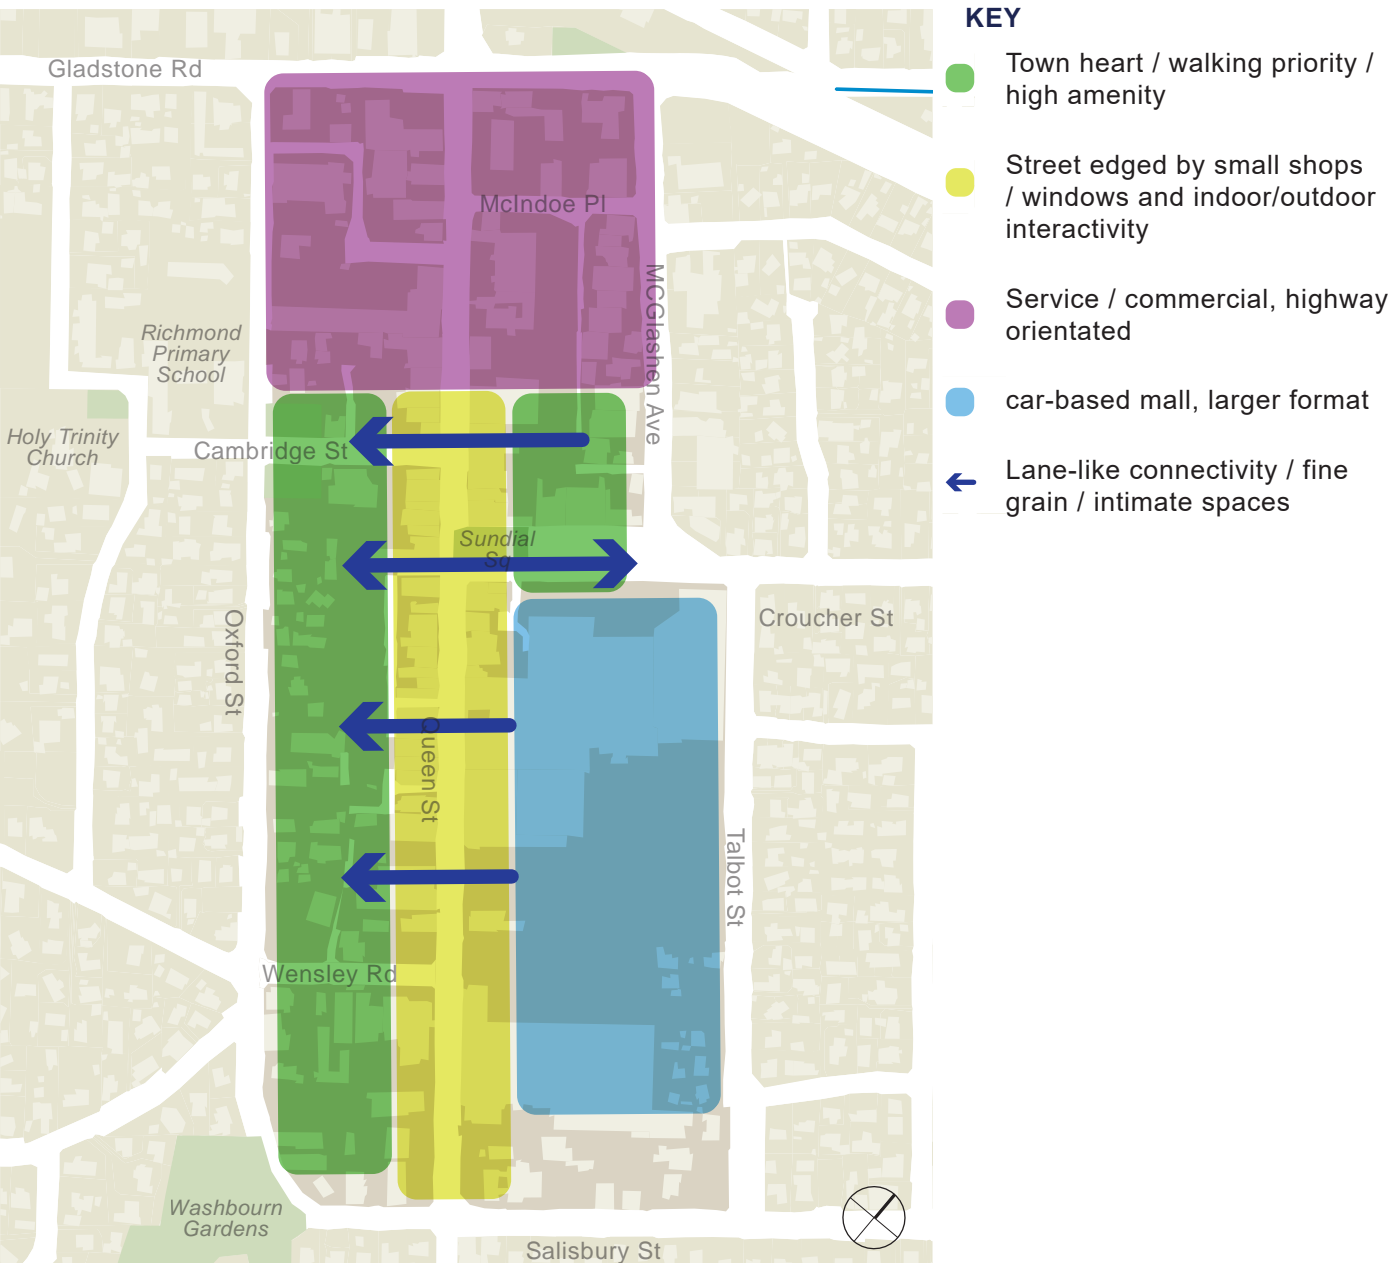 KEY
Town heart / walking priority /
high amenity
Street edged by small shops
/ windows and indoor/outdoor
interactivity
Service / commercial, highway
orientated
car-based mall, larger format
Lane-like connectivity / fine
grain / intimate spaces
Gladstone Rd
McIndoe Pl
MCGlashen Ave
Richmond
Primary
School
Holy Trinity
Church
Cambridge St
Sundial
Sq
Oxford St
Croucher St
Queen St
Talbot St
Wensley Rd
Washbourn
Gardens
Salisbury St